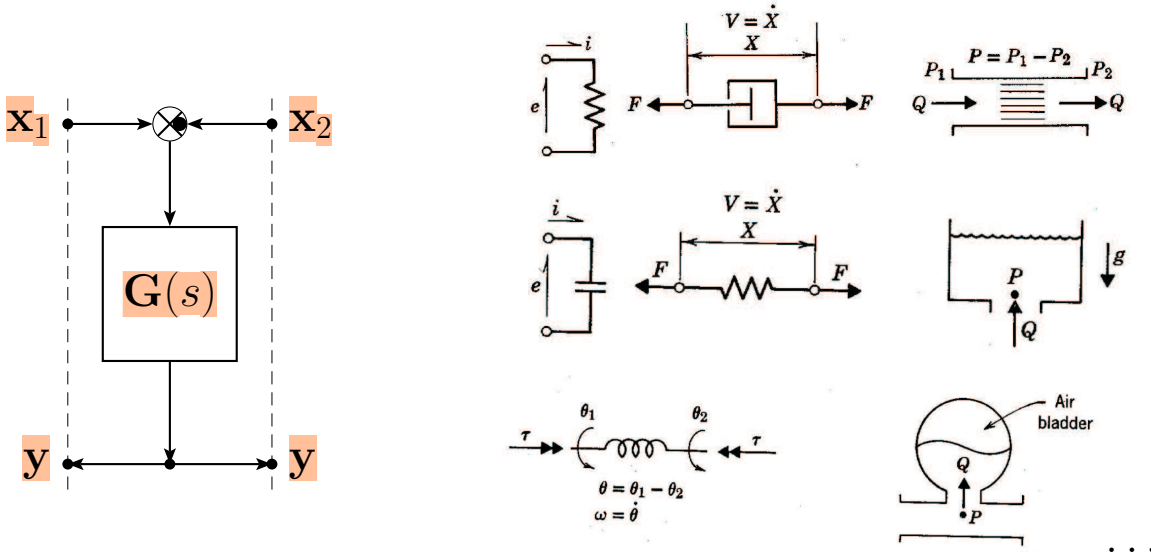 x₁ x₂
G(s)
y y
i
e
V = Ẋ
X
F F
P = P₁ − P₂
P₁ P₂
Q Q
i
e
V = Ẋ
X
F F
P
Q
g
τ θ₁ θ₂ τ
θ = θ₁ − θ₂
ω = θ̇
Air
bladder
Q
P
. . .